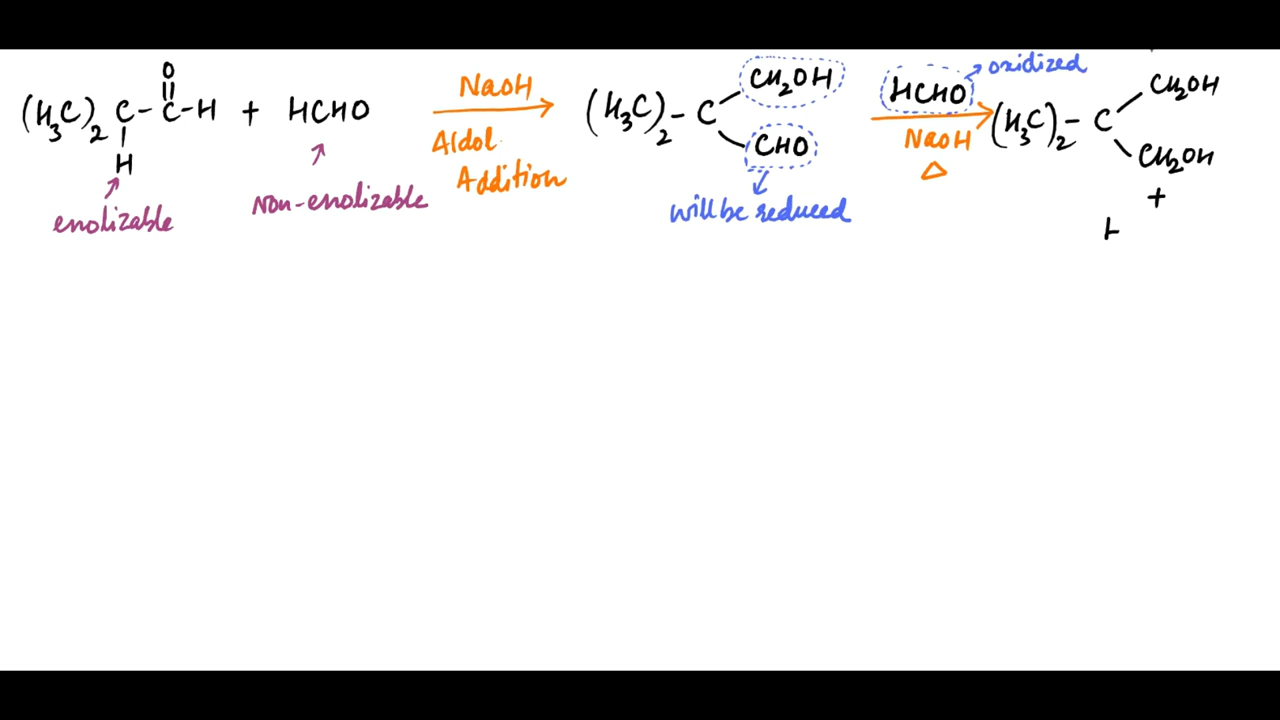 (H3C)2 C-C-H + HCHO
O
H
enolizable
Non-enolizable
NaOH
Aldol
Addition
(H3C)2-C
CH2OH
CHO
will be reduced
HCHO
oxidized
NaOH
△
(H3C)2-C
CH2OH
CH2OH
+